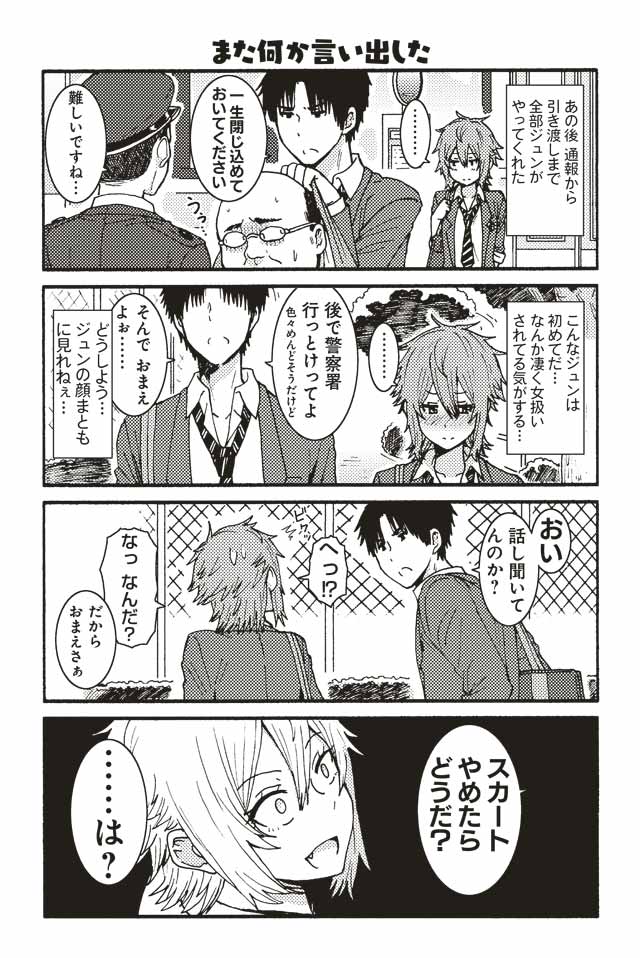 また何か言い出した
あの後 通報から
引き渡しまで
全部ジュンが
やってくれた
……
一生閉じ込めて
おいてください
うぅっ
難しいですね…
こんなジュンは
初めてだ…
なんか凄く女扱い
されてる気がする…
……
後で警察署
行っとけってよ
色々めんどそうだけど
そんで おまえ
よぉ……
どうしよう…
ジュンの顔まとも
に見れねぇ…
おい
話し聞いて
んのか?
ビクッ
へっ!?
なっ なんだ?
だから
おまえさぁ
スカート
やめたら
どうだ?
……は?